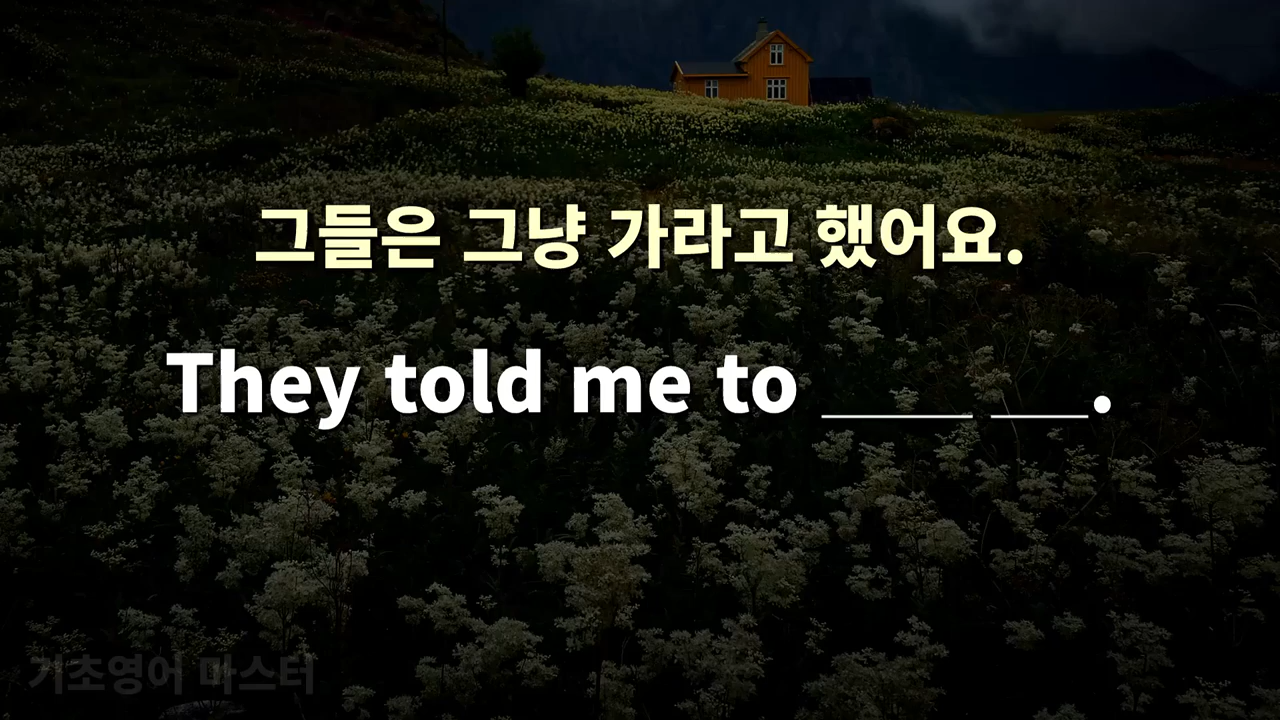 그들은 그냥 가라고 했어요.
They told me to ____ ___.
기초영어 마스터